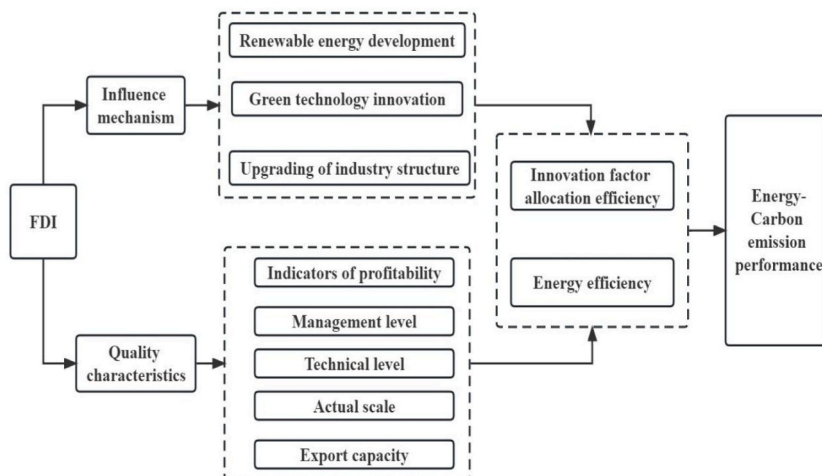 FDI
Influence
mechanism
Renewable energy development
Green technology innovation
Upgrading of industry structure
Quality
characteristics
Indicators of profitability
Management level
Technical level
Actual scale
Export capacity
Innovation factor
allocation efficiency
Energy efficiency
Energy-
Carbon
emission
performance